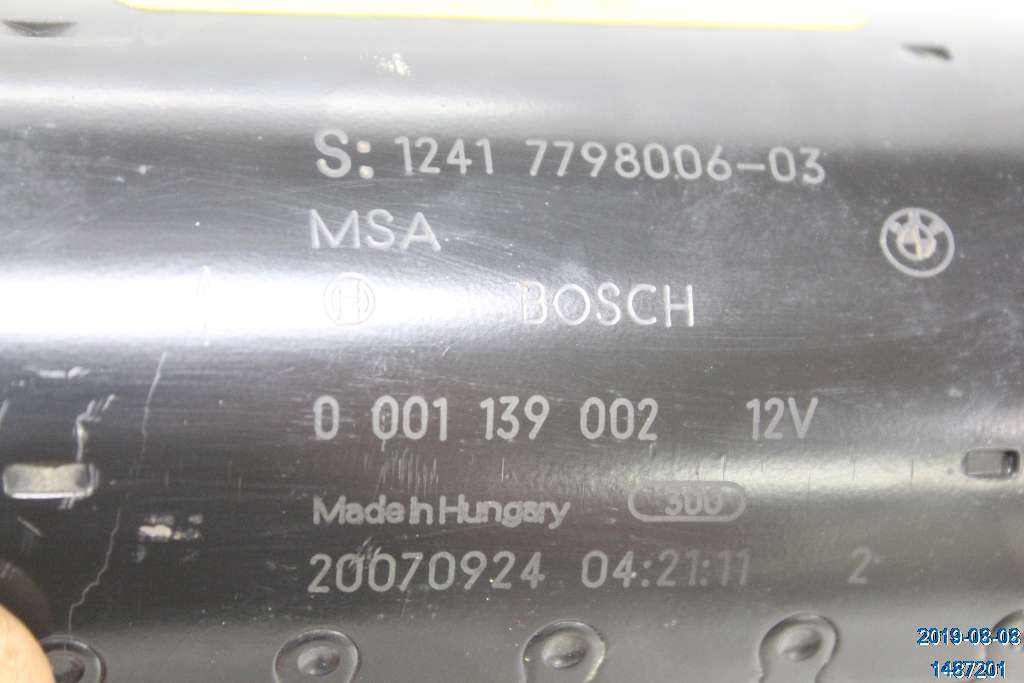 S: 1241 7798006-03
MSA
BOSCH
0 001 139 002 12V
Made in Hungary 300
20070924 04:21:11 2
2019-08-08
1487201